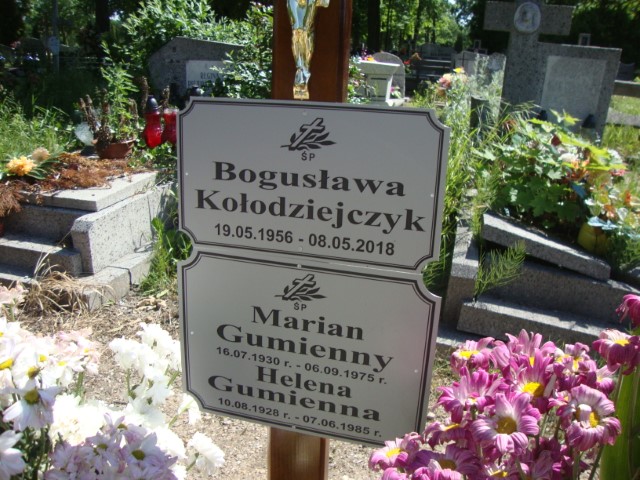 ŚP
Bogusława
Kołodziejczyk
19.05.1956 - 08.05.2018
ŚP
Marian
Gumienny
16.07.1930 r. - 06.09.1975 r.
Helena
Gumienna
10.08.1928 r. - 07.06.1985 r.